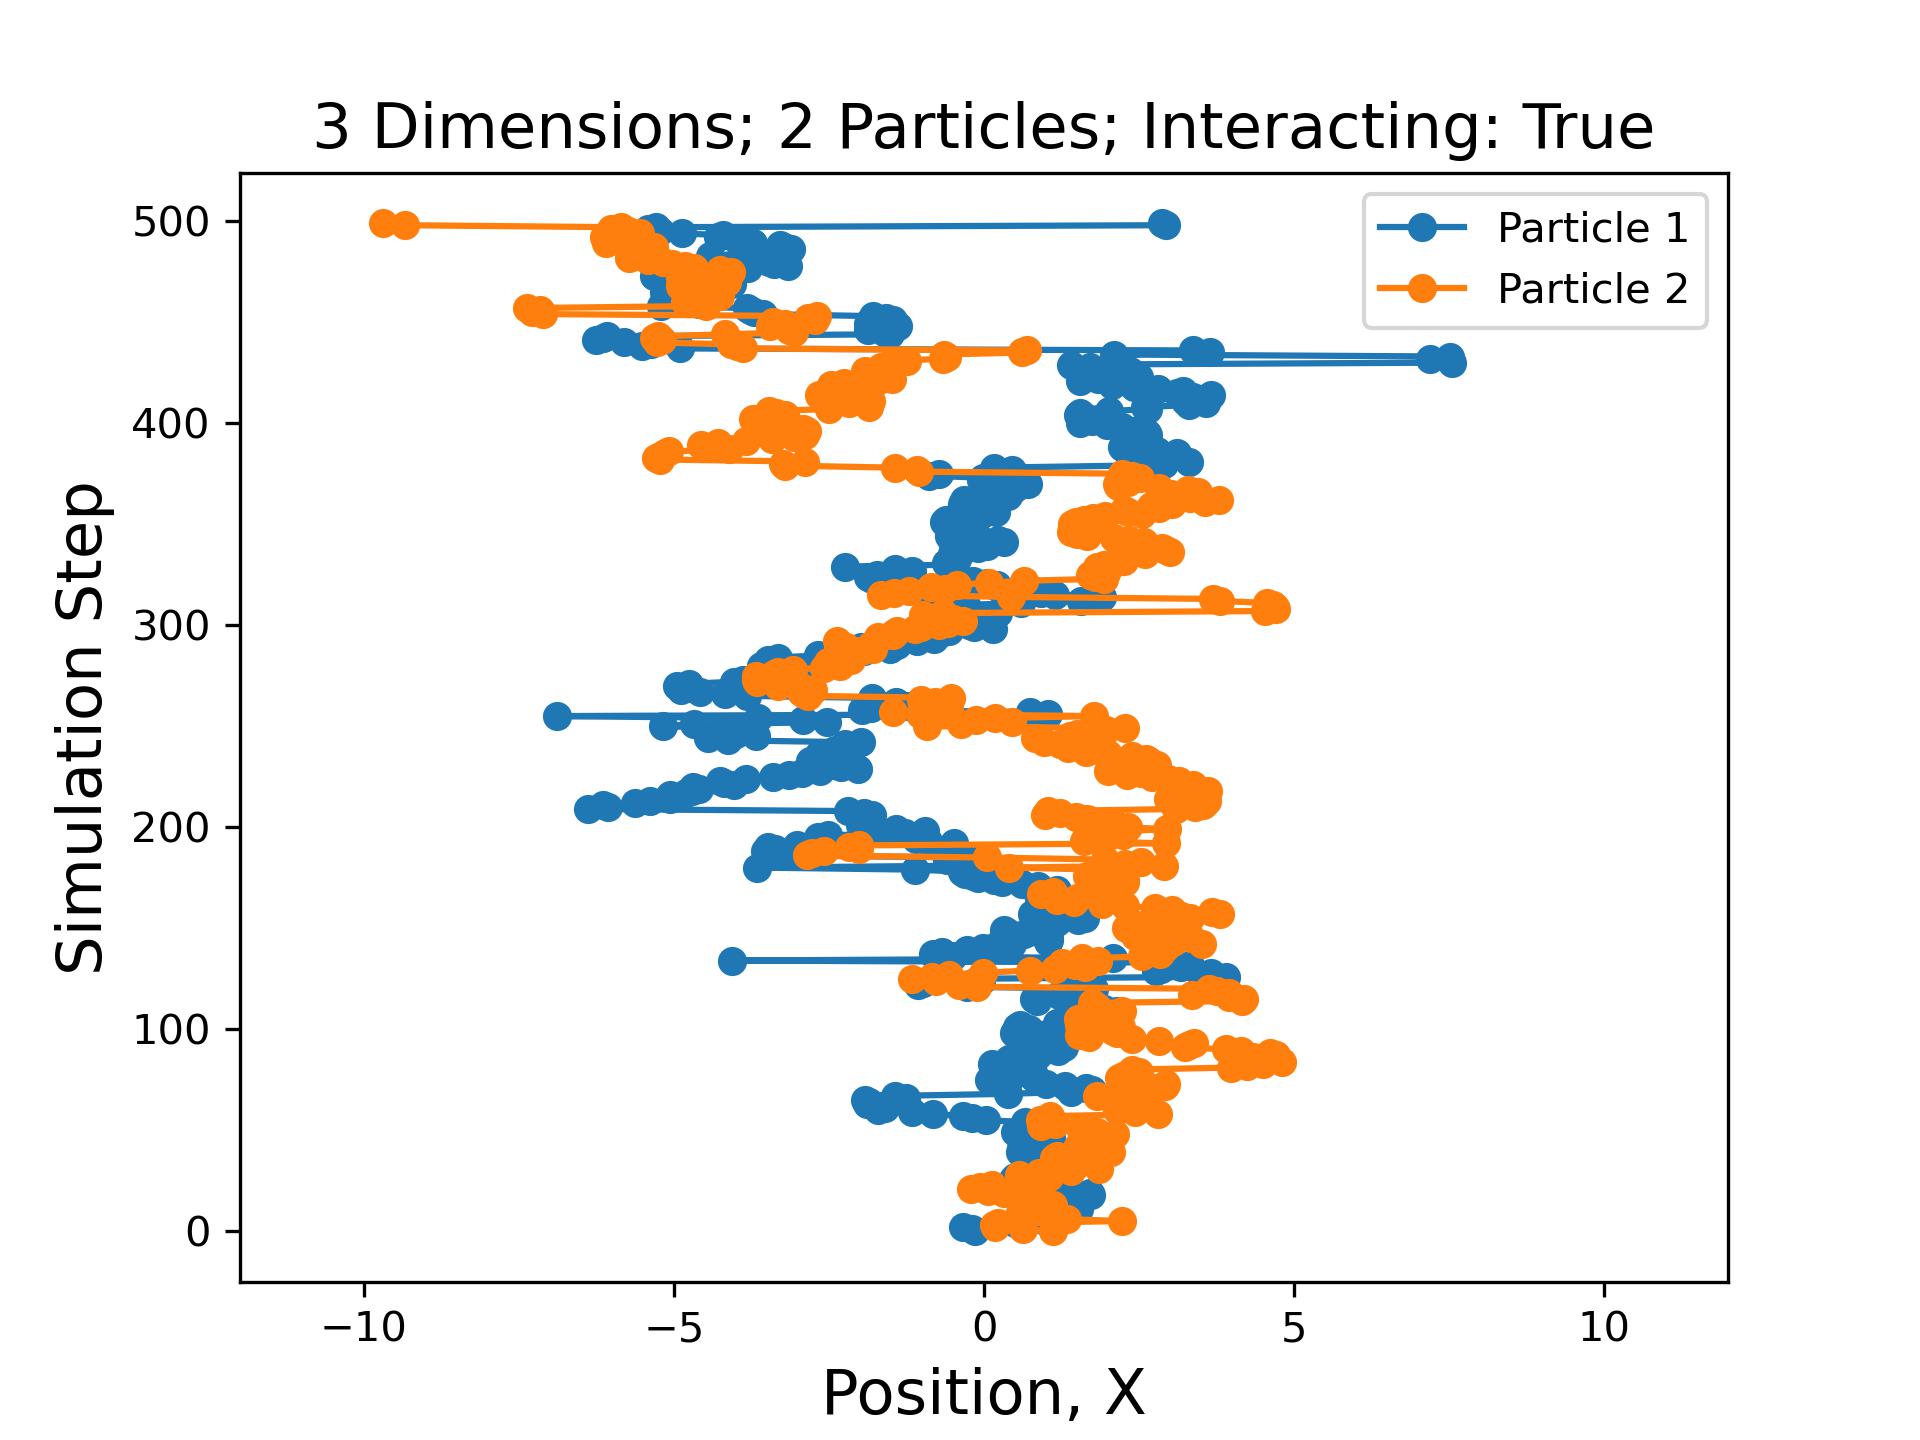 3 Dimensions; 2 Particles; Interacting: True
Particle 1
Particle 2
Simulation Step
500
400
300
200
100
0
−10
−5
0
5
10
Position, X